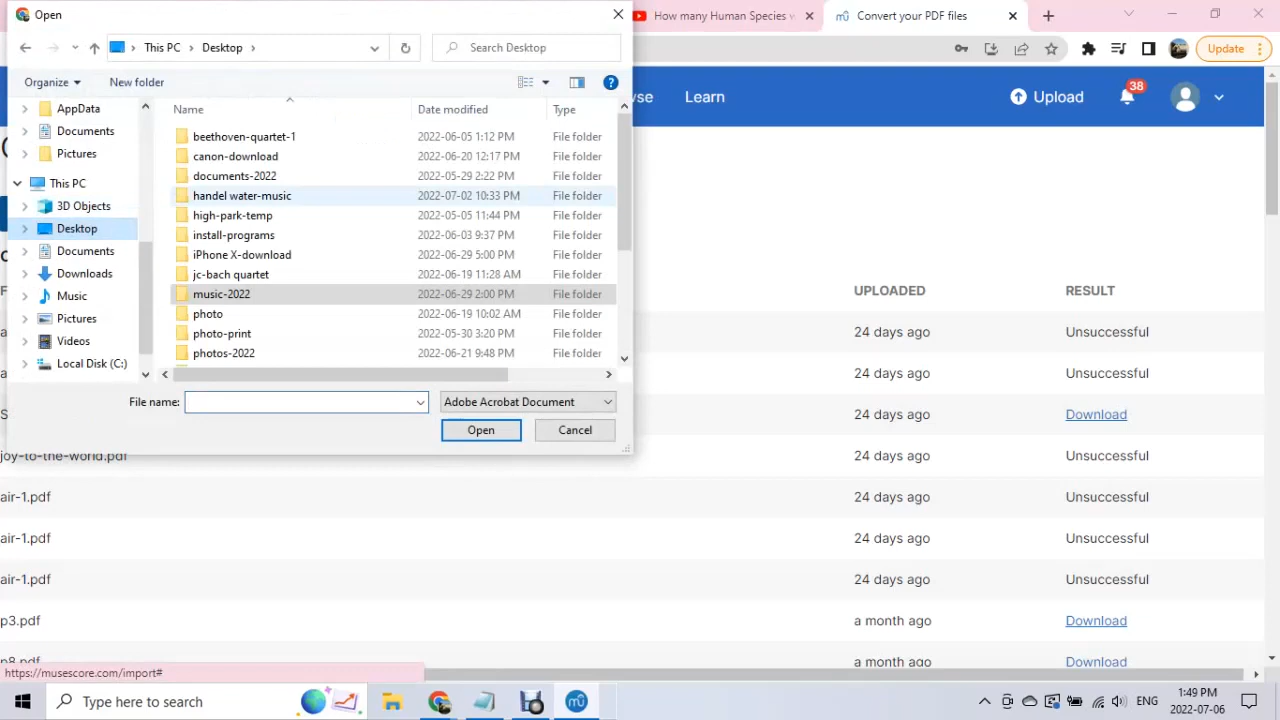 Open
How many Human Species
Convert your PDF files
This PC
Desktop
Search Desktop
Update
Organize
New folder
Learn
Upload
38
Name
Date modified
Type
AppData
Documents
Pictures
This PC
3D Objects
Desktop
Documents
Downloads
Music
Pictures
Videos
Local Disk (C:)
beethoven-quartet-1 2022-06-05 1:12 PM File folder
canon-download 2022-06-20 12:17 PM File folder
documents-2022 2022-05-29 2:22 PM File folder
handel water-music 2022-07-02 10:33 PM File folder
high-park-temp 2022-05-05 11:44 PM File folder
install-programs 2022-06-03 9:37 PM File folder
iPhone X-download 2022-06-29 5:00 PM File folder
jc-bach quartet 2022-06-19 11:28 AM File folder
music-2022 2022-06-29 2:00 PM File folder
photo 2022-06-19 10:02 AM File folder
photo-print 2022-05-30 3:20 PM File folder
photos-2022 2022-06-21 9:48 PM File folder
File name:
Adobe Acrobat Document
Open
Cancel
UPLOADED RESULT
24 days ago Unsuccessful
24 days ago Unsuccessful
24 days ago Download
joy-to-the-world.pdf 24 days ago Unsuccessful
air-1.pdf 24 days ago Unsuccessful
air-1.pdf 24 days ago Unsuccessful
air-1.pdf 24 days ago Unsuccessful
p3.pdf a month ago Download
p8.pdf a month ago Download
https://musescore.com/import#
Type here to search
ENG
1:49 PM
2022-07-06